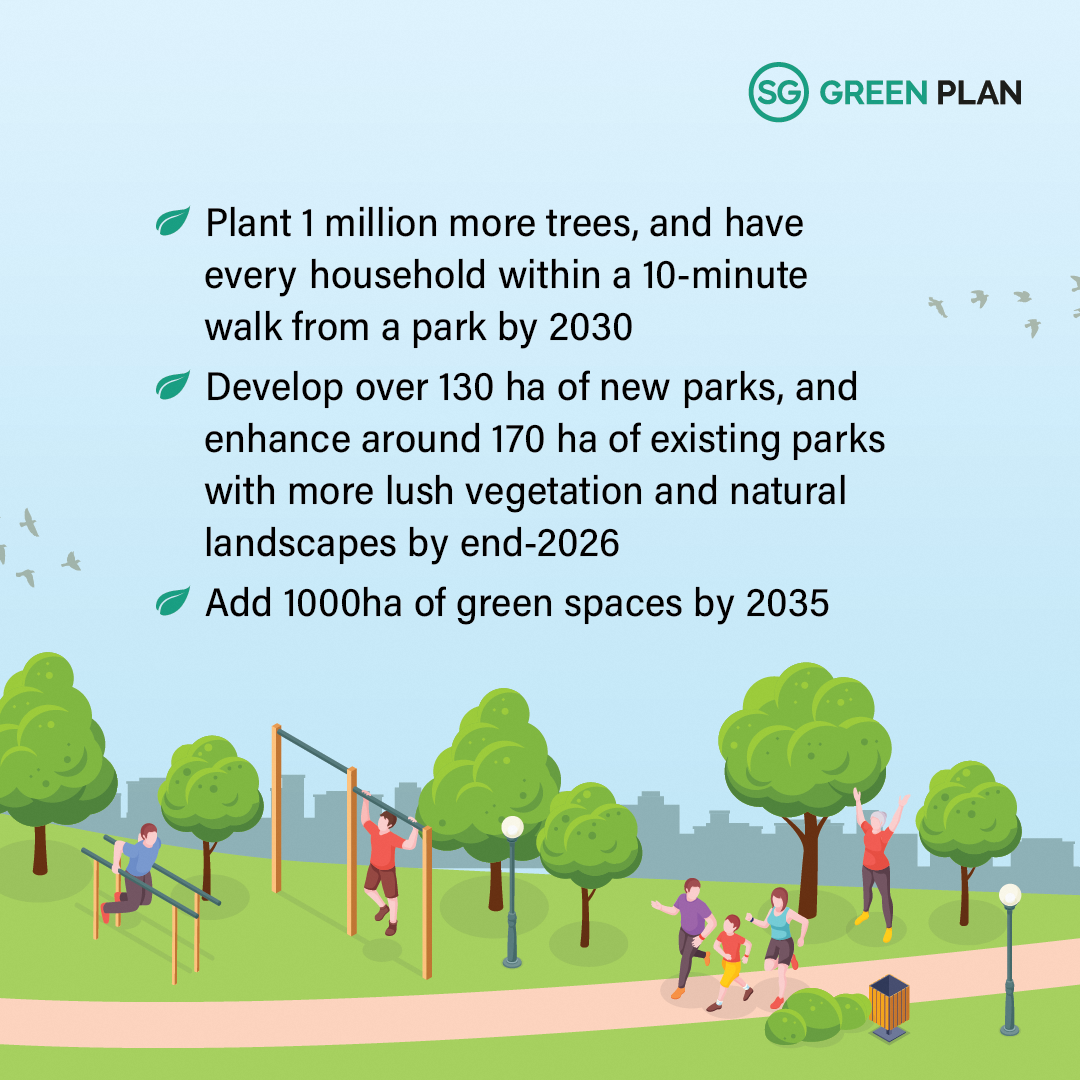 SG GREEN PLAN
Plant 1 million more trees, and have
every household within a 10-minute
walk from a park by 2030
Develop over 130 ha of new parks, and
enhance around 170 ha of existing parks
with more lush vegetation and natural
landscapes by end-2026
Add 1000ha of green spaces by 2035